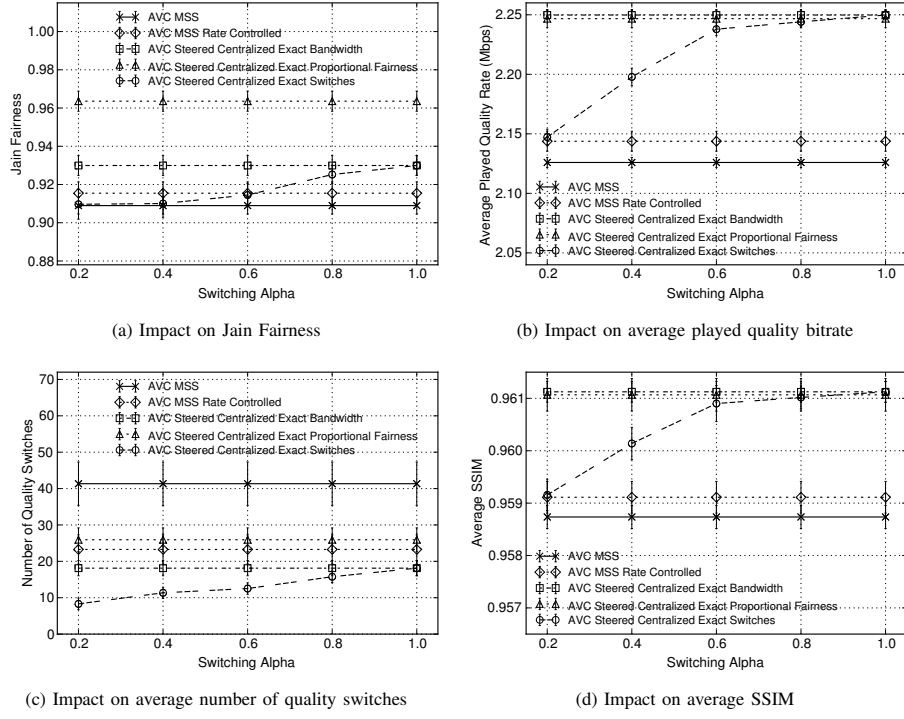 1.00
0.98
0.96
0.94
0.92
0.90
0.88
Jain Fairness
AVC MSS
AVC MSS Rate Controlled
AVC Steered Centralized Exact Bandwidth
AVC Steered Centralized Exact Proportional Fairness
AVC Steered Centralized Exact Switches
0.2 0.4 0.6 0.8 1.0
Switching Alpha
(a) Impact on Jain Fairness
2.25
2.20
2.15
2.10
2.05
Average Played Quality Rate (Mbps)
AVC MSS
AVC MSS Rate Controlled
AVC Steered Centralized Exact Bandwidth
AVC Steered Centralized Exact Proportional Fairness
AVC Steered Centralized Exact Switches
0.2 0.4 0.6 0.8 1.0
Switching Alpha
(b) Impact on average played quality bitrate
70
60
50
40
30
20
10
0
Number of Quality Switches
AVC MSS
AVC MSS Rate Controlled
AVC Steered Centralized Exact Bandwidth
AVC Steered Centralized Exact Proportional Fairness
AVC Steered Centralized Exact Switches
0.2 0.4 0.6 0.8 1.0
Switching Alpha
(c) Impact on average number of quality switches
0.961
0.960
0.959
0.958
0.957
Average SSIM
AVC MSS
AVC MSS Rate Controlled
AVC Steered Centralized Exact Bandwidth
AVC Steered Centralized Exact Proportional Fairness
AVC Steered Centralized Exact Switches
0.2 0.4 0.6 0.8 1.0
Switching Alpha
(d) Impact on average SSIM